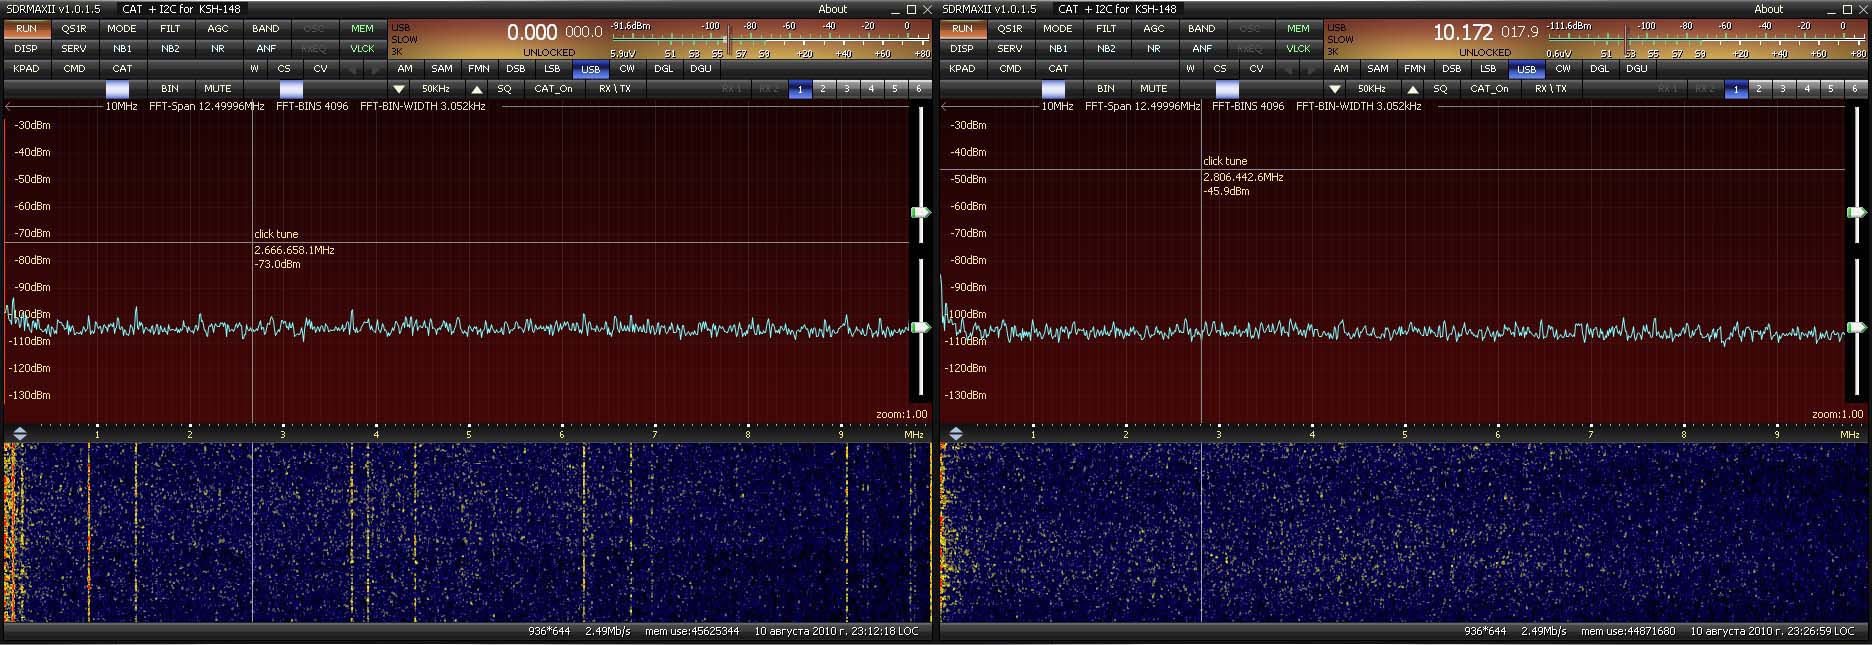 SDRMAXII v1.0.1.5 CAT + I2C for KSH-148 About
RUN QS1R MODE FILT AGC BAND OSC MEM
DISP SERV NB1 NB2 NR ANF RXEQ VLCK
KPAD CMD CAT W CS CV
USB
SLOW
3K
0.000 000.0
UNLOCKED
-91.6dBm -100 -80 -60 -40 -20 0
5.9uV S1 S3 S5 S7 S9 +20 +40 +60 +80
AM SAM FMN DSB LSB USB CW DGL DGU
BIN MUTE 50KHz SQ CAT_On RX \ TX RX 1 RX 2 1 2 3 4 5 6
10MHz FFT-Span 12.49996MHz FFT-BINS 4096 FFT-BIN-WIDTH 3.052kHz
-30dBm
-40dBm
-50dBm
-60dBm
-70dBm
-80dBm
-90dBm
-100dBm
-110dBm
-120dBm
-130dBm
click tune
2.666.658.1MHz
-73.0dBm
zoom:1.00
1 2 3 4 5 6 7 8 9 MHz
936*644 2.49Mb/s mem use:45625344 10 августа 2010 г. 23:12:18 LOC
SDRMAXII v1.0.1.5 CAT + I2C for KSH-148 About
RUN QS1R MODE FILT AGC BAND OSC MEM
DISP SERV NB1 NB2 NR ANF RXEQ VLCK
KPAD CMD CAT W CS CV
USB
SLOW
3K
10.172 017.9
UNLOCKED
-111.6dBm -100 -80 -60 -40 -20 0
0.6uV S1 S3 S5 S7 S9 +20 +40 +60 +80
AM SAM FMN DSB LSB USB CW DGL DGU
BIN MUTE 50KHz SQ CAT_On RX \ TX RX 1 RX 2 1 2 3 4 5 6
10MHz FFT-Span 12.49996MHz FFT-BINS 4096 FFT-BIN-WIDTH 3.052kHz
-30dBm
-40dBm
-50dBm
-60dBm
-70dBm
-80dBm
-90dBm
-100dBm
-110dBm
-120dBm
-130dBm
click tune
2.806.442.6MHz
-45.9dBm
zoom:1.00
1 2 3 4 5 6 7 8 9 MHz
936*644 2.49Mb/s mem use:44871680 10 августа 2010 г. 23:26:59 LOC